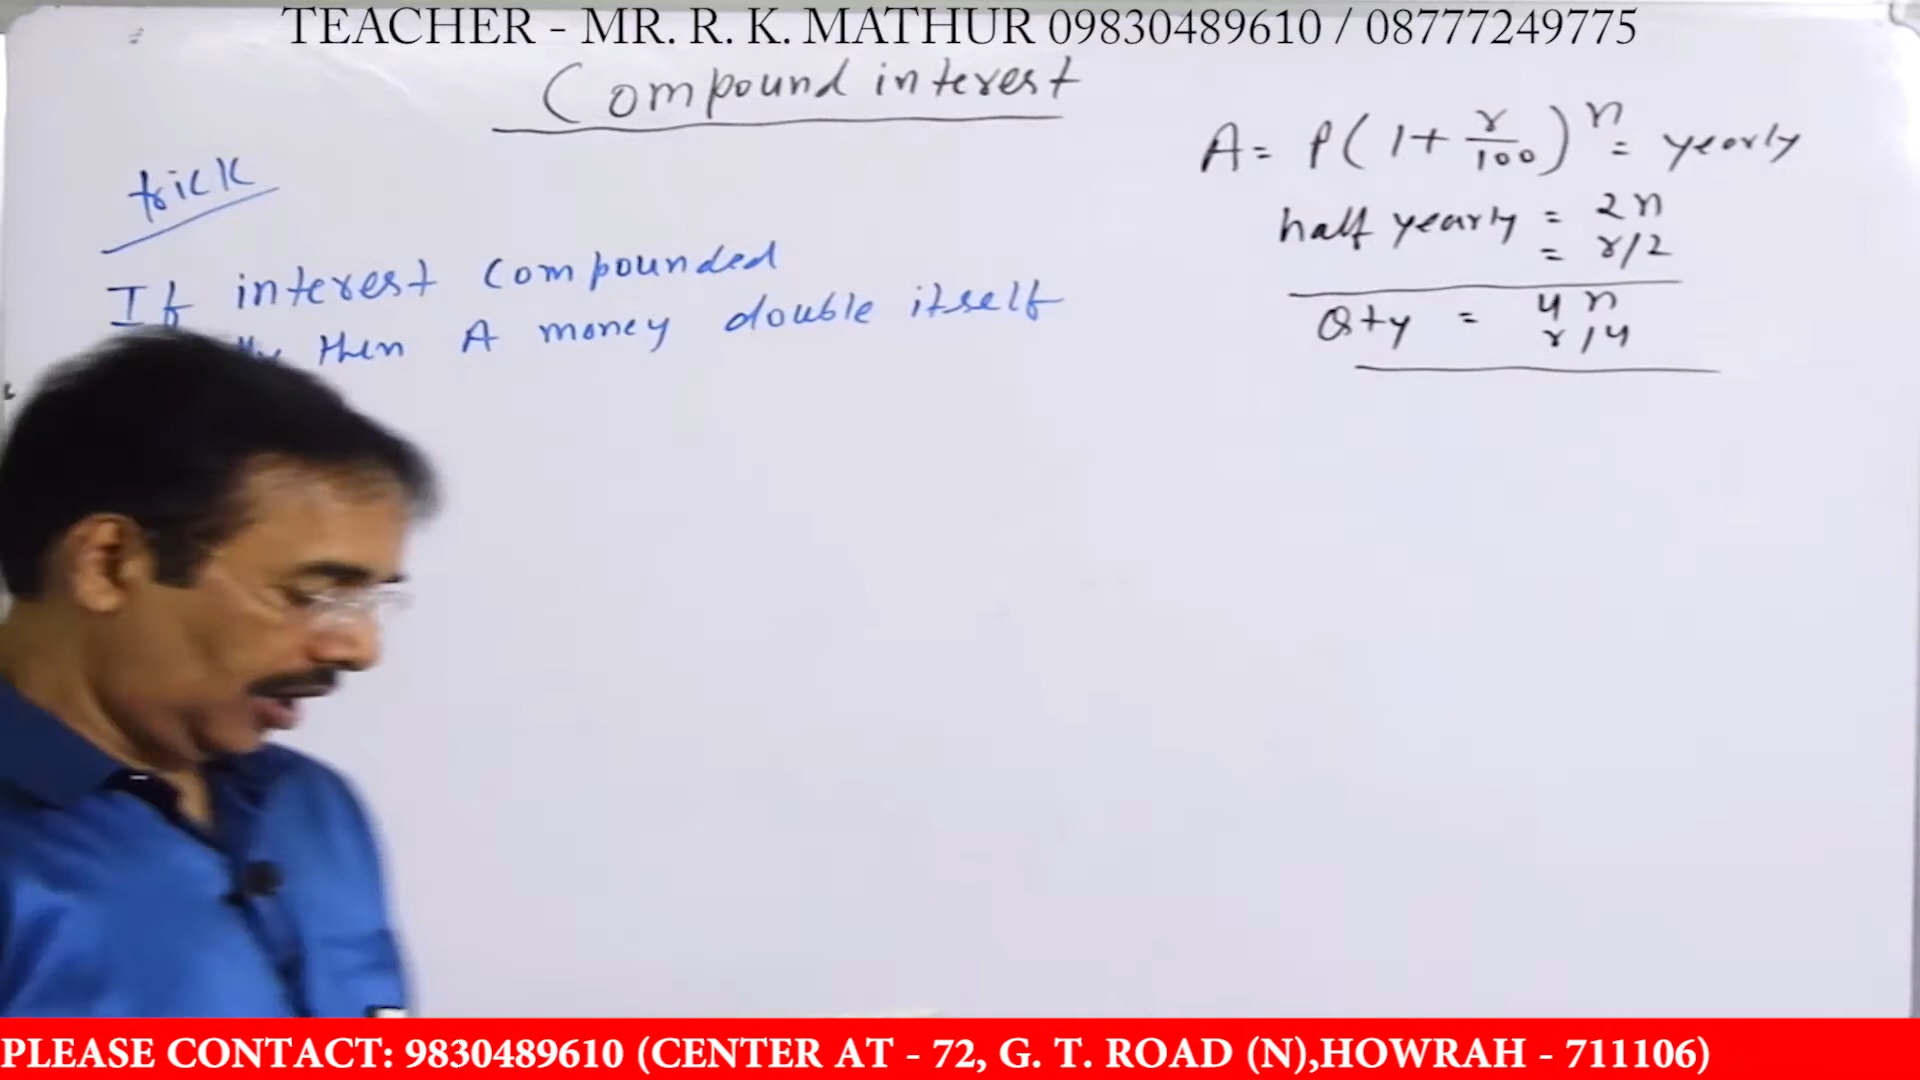 TEACHER - MR. R. K. MATHUR 09830489610 / 08777249775
Compound interest
trick
If interest compounded
then A money double itself
A = P(1 + r/100)^n = yearly
half yearly = 2n
= r/2
Qty = 4n
r/4
PLEASE CONTACT: 9830489610 (CENTER AT - 72, G. T. ROAD (N),HOWRAH - 711106)